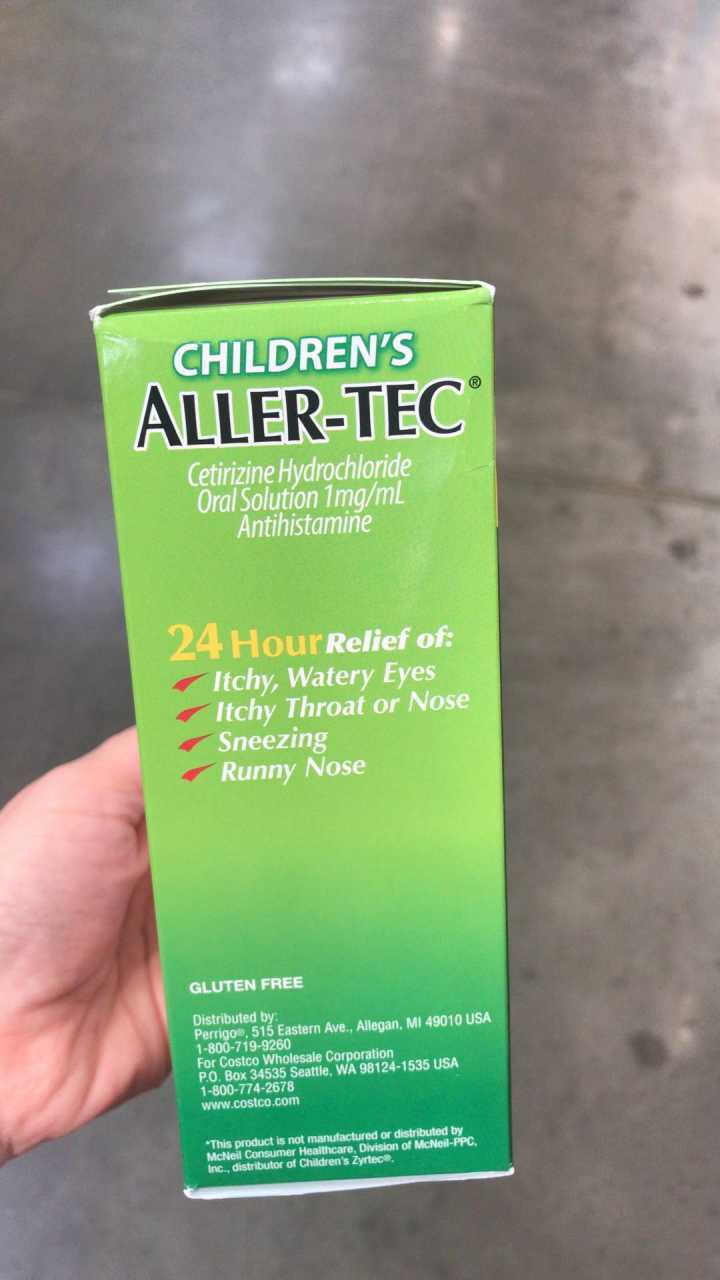 CHILDREN'S
ALLER-TEC®
Cetirizine Hydrochloride
Oral Solution 1mg/mL
Antihistamine
24 Hour Relief of:
Itchy, Watery Eyes
Itchy Throat or Nose
Sneezing
Runny Nose
GLUTEN FREE
Distributed by:
Perrigo®, 515 Eastern Ave., Allegan, MI 49010 USA
1-800-719-9260
For Costco Wholesale Corporation
P.O. Box 34535 Seattle, WA 98124-1535 USA
1-800-774-2678
www.costco.com
*This product is not manufactured or distributed by
McNeil Consumer Healthcare, Division of McNeil-PPC,
Inc., distributor of Children's Zyrtec®.